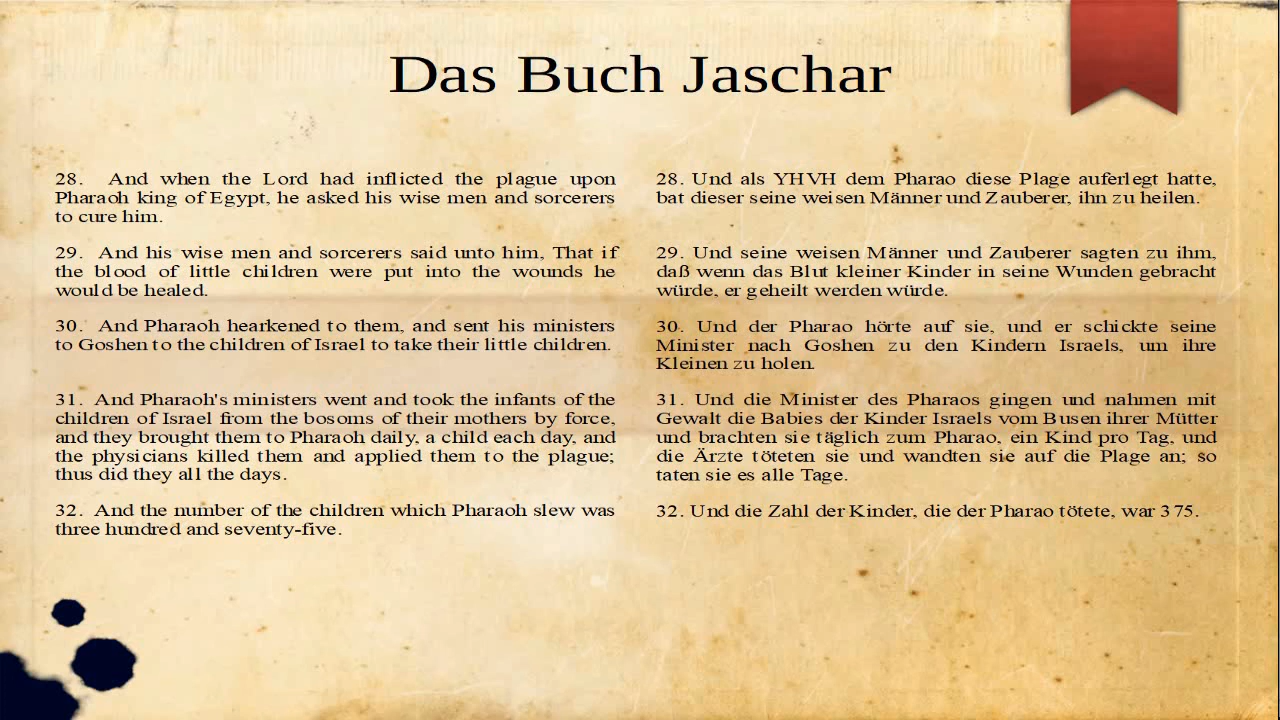 Das Buch Jaschar
28. And when the Lord had inflicted the plague upon
Pharaoh king of Egypt, he asked his wise men and sorcerers
to cure him.
29. And his wise men and sorcerers said unto him, That if
the blood of little children were put into the wounds he
would be healed.
30. And Pharaoh hearkened to them, and sent his ministers
to Goshen to the children of Israel to take their little children.
31. And Pharaoh's ministers went and took the infants of the
children of Israel from the bosoms of their mothers by force,
and they brought them to Pharaoh daily, a child each day, and
the physicians killed them and applied them to the plague;
thus did they all the days.
32. And the number of the children which Pharaoh slew was
three hundred and seventy-five.
28. Und als YHVH dem Pharao diese Plage auferlegt hatte,
bat dieser seine weisen Männer und Zauberer, ihn zu heilen.
29. Und seine weisen Männer und Zauberer sagten zu ihm,
daß wenn das Blut kleiner Kinder in seine Wunden gebracht
würde, er geheilt werden würde.
30. Und der Pharao hörte auf sie, und er schickte seine
Minister nach Goshen zu den Kindern Israels, um ihre
Kleinen zu holen.
31. Und die Minister des Pharaos gingen und nahmen mit
Gewalt die Babies der Kinder Israels vom Busen ihrer Mütter
und brachten sie täglich zum Pharao, ein Kind pro Tag, und
die Ärzte töteten sie und wandten sie auf die Plage an; so
taten sie es alle Tage.
32. Und die Zahl der Kinder, die der Pharao tötete, war 375.